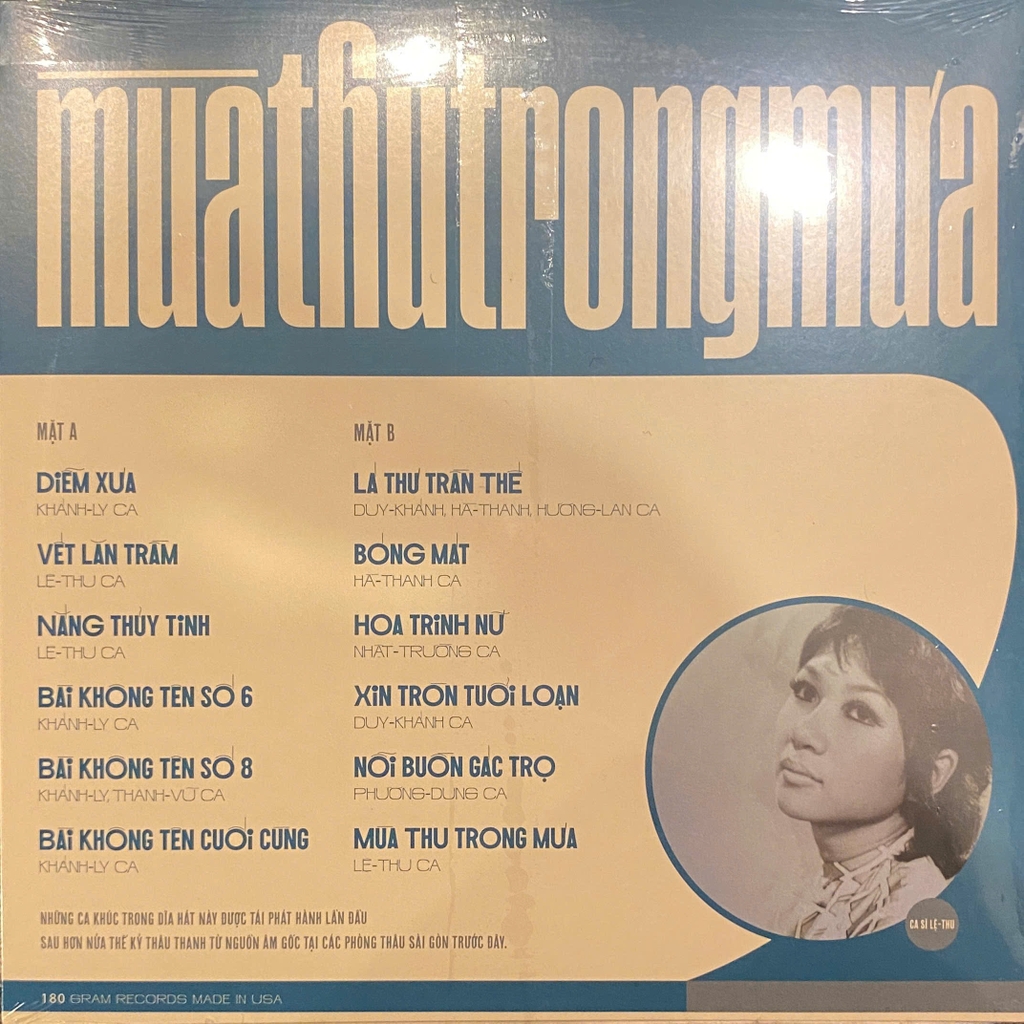 mùa thu trong mưa
MẶT A
DIỄM XƯA
KHÁNH-LY CA
VẾT LĂN TRẦM
LỆ-THU CA
NẮNG THỦY TINH
LỆ-THU CA
BÀI KHÔNG TÊN SỐ 6
KHÁNH-LY CA
BÀI KHÔNG TÊN SỐ 8
KHÁNH-LY, THANH-VŨ CA
BÀI KHÔNG TÊN CUỐI CÙNG
KHÁNH-LY CA
MẶT B
LÁ THƯ TRẦN THẾ
DUY-KHÁNH, HÀ-THANH, HƯƠNG-LAN CA
BÓNG MÁT
HÀ-THANH CA
HOA TRINH NỮ
NHẬT-TRƯỜNG CA
XIN TRÒN TUỔI LOẠN
DUY-KHÁNH CA
NỖI BUỒN GÁC TRỌ
PHƯƠNG-DUNG CA
MÙA THU TRONG MƯA
LỆ-THU CA
NHỮNG CA KHÚC TRONG ĐĨA HÁT NÀY ĐƯỢC TÁI PHÁT HÀNH LẦN ĐẦU
SAU HƠN NỬA THẾ KỶ THÂU THANH TỪ NGUỒN ÂM GỐC TẠI CÁC PHÒNG THÂU SÀI GÒN TRƯỚC ĐÂY.
CA SĨ LỆ-THU
180 GRAM RECORDS MADE IN USA